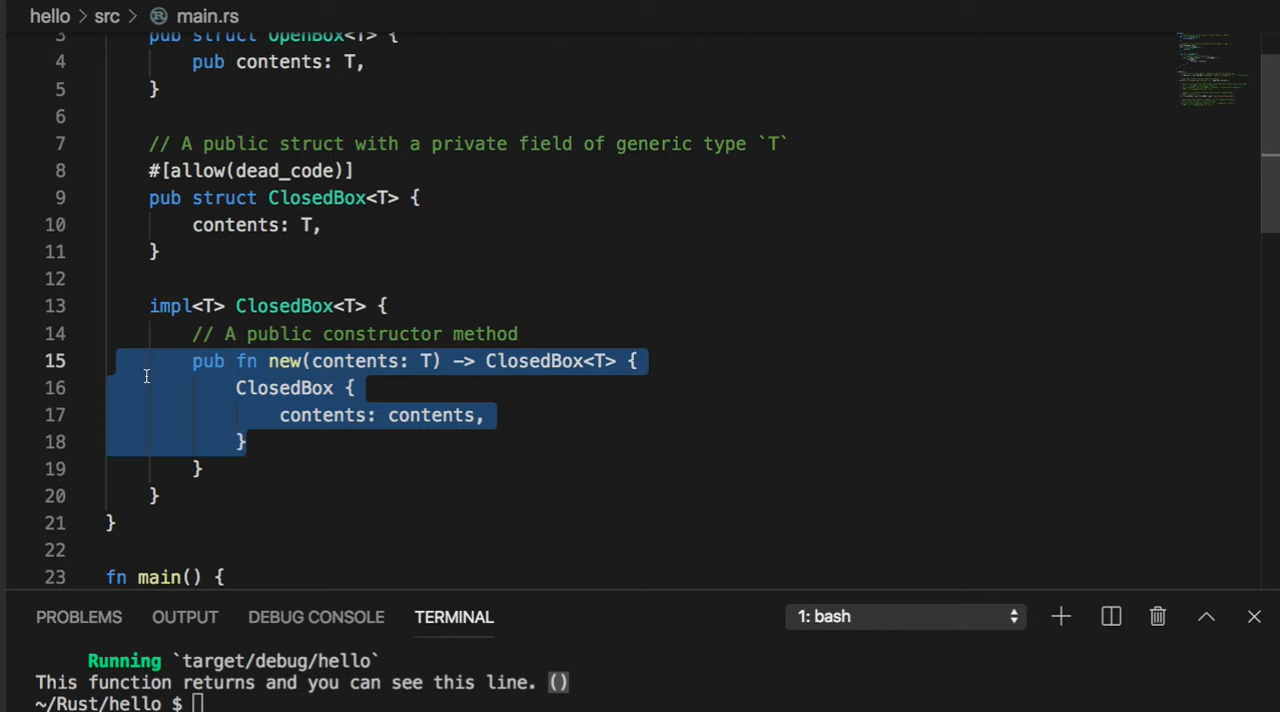 hello > src > main.rs
3 pub struct OpenBox<T> {
4 pub contents: T,
5 }
6
7 // A public struct with a private field of generic type `T`
8 #[allow(dead_code)]
9 pub struct ClosedBox<T> {
10 contents: T,
11 }
12
13 impl<T> ClosedBox<T> {
14 // A public constructor method
15 pub fn new(contents: T) -> ClosedBox<T> {
16 ClosedBox {
17 contents: contents,
18 }
19 }
20 }
21 }
22
23 fn main() {
PROBLEMS OUTPUT DEBUG CONSOLE TERMINAL 1: bash
Running `target/debug/hello`
This function returns and you can see this line. ()
~/Rust/hello $